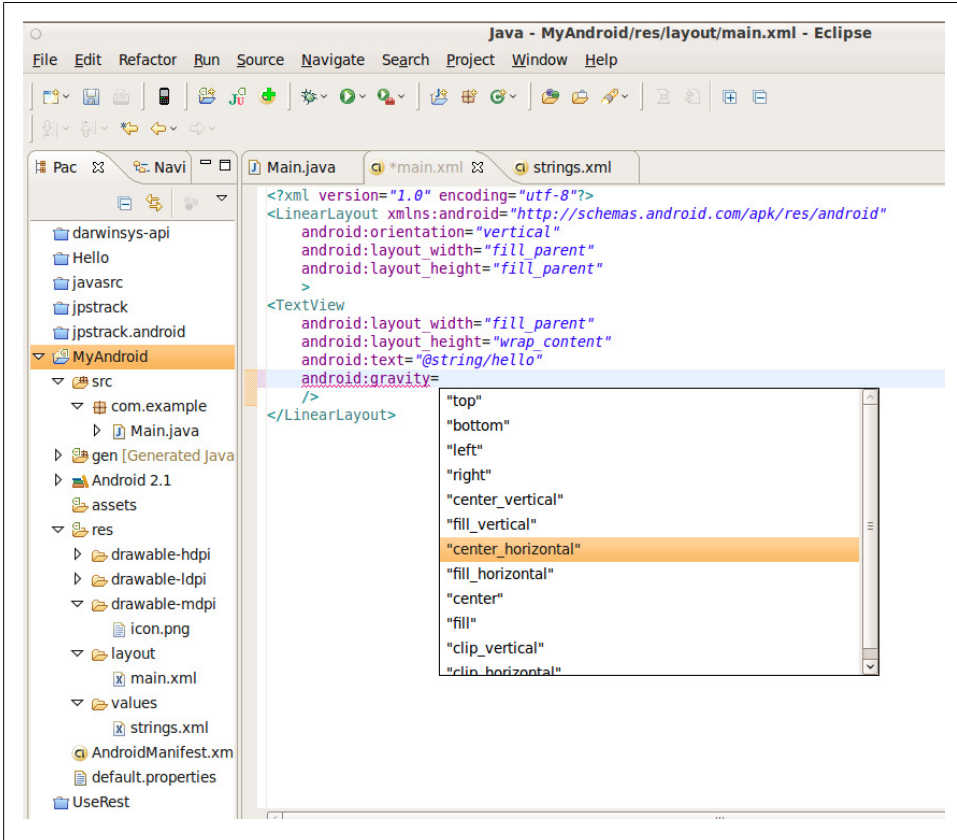 Java - MyAndroid/res/layout/main.xml - Eclipse
File Edit Refactor Run Source Navigate Search Project Window Help
Pac Navi
Main.java *main.xml strings.xml
darwinsys-api
Hello
javasrc
jpstrack
jpstrack.android
MyAndroid
src
com.example
Main.java
gen [Generated Java
Android 2.1
assets
res
drawable-hdpi
drawable-ldpi
drawable-mdpi
icon.png
layout
main.xml
values
strings.xml
AndroidManifest.xm
default.properties
UseRest
<?xml version="1.0" encoding="utf-8"?>
<LinearLayout xmlns:android="http://schemas.android.com/apk/res/android"
android:orientation="vertical"
android:layout_width="fill_parent"
android:layout_height="fill_parent"
>
<TextView
android:layout_width="fill_parent"
android:layout_height="wrap_content"
android:text="@string/hello"
android:gravity=
/>
</LinearLayout>
"top"
"bottom"
"left"
"right"
"center_vertical"
"fill_vertical"
"center_horizontal"
"fill_horizontal"
"center"
"fill"
"clip_vertical"
"clip_horizontal"